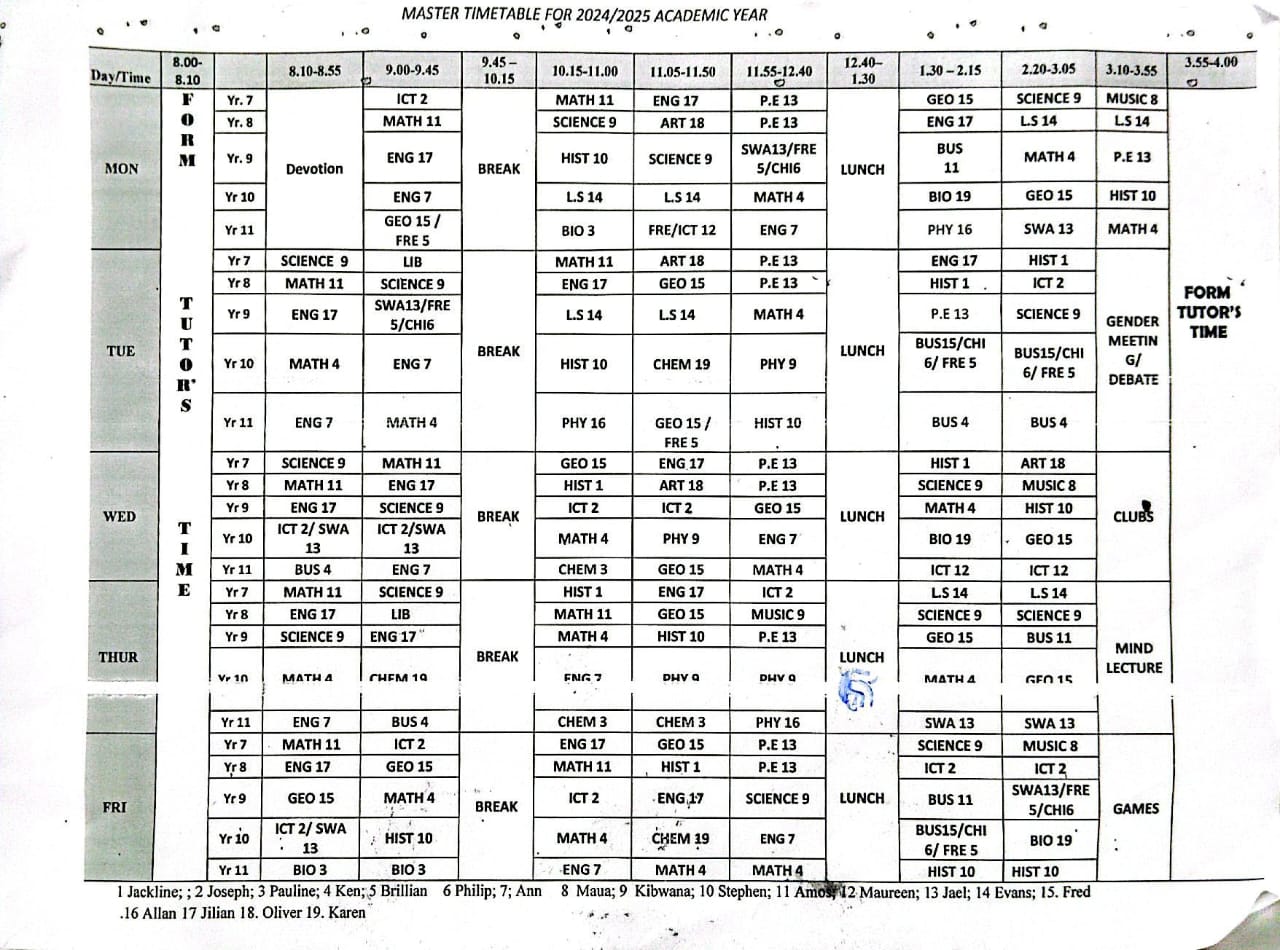 MASTER TIMETABLE FOR 2024/2025 ACADEMIC YEAR
Day/Time 8.00-8.10 8.10-8.55 9.00-9.45 9.45 – 10.15 10.15-11.00 11.05-11.50 11.55-12.40 12.40–1.30 1.30 – 2.15 2.20-3.05 3.10-3.55 3.55-4.00
FORM TUTOR'S TIME
MON Devotion BREAK LUNCH
Yr. 7 ICT 2 MATH 11 ENG 17 P.E 13 GEO 15 SCIENCE 9 MUSIC 8
Yr. 8 MATH 11 SCIENCE 9 ART 18 P.E 13 ENG 17 L.S 14 L.S 14
Yr. 9 ENG 17 HIST 10 SCIENCE 9 SWA13/FRE 5/CHI6 BUS 11 MATH 4 P.E 13
Yr 10 ENG 7 L.S 14 L.S 14 MATH 4 BIO 19 GEO 15 HIST 10
Yr 11 GEO 15 / FRE 5 BIO 3 FRE/ICT 12 ENG 7 PHY 16 SWA 13 MATH 4
TUE BREAK LUNCH GENDER MEETING/ DEBATE
Yr 7 SCIENCE 9 LIB MATH 11 ART 18 P.E 13 ENG 17 HIST 1
Yr 8 MATH 11 SCIENCE 9 ENG 17 GEO 15 P.E 13 HIST 1 ICT 2
Yr 9 ENG 17 SWA13/FRE 5/CHI6 L.S 14 L.S 14 MATH 4 P.E 13 SCIENCE 9
Yr 10 MATH 4 ENG 7 HIST 10 CHEM 19 PHY 9 BUS15/CHI 6/ FRE 5 BUS15/CHI 6/ FRE 5
Yr 11 ENG 7 MATH 4 PHY 16 GEO 15 / FRE 5 HIST 10 BUS 4 BUS 4
FORM TUTOR'S TIME
WED BREAK LUNCH CLUBS
Yr 7 SCIENCE 9 MATH 11 GEO 15 ENG 17 P.E 13 HIST 1 ART 18
Yr 8 MATH 11 ENG 17 HIST 1 ART 18 P.E 13 SCIENCE 9 MUSIC 8
Yr 9 ENG 17 SCIENCE 9 ICT 2 ICT 2 GEO 15 MATH 4 HIST 10
Yr 10 ICT 2/ SWA 13 ICT 2/SWA 13 MATH 4 PHY 9 ENG 7 BIO 19 GEO 15
Yr 11 BUS 4 ENG 7 CHEM 3 GEO 15 MATH 4 ICT 12 ICT 12
THUR BREAK LUNCH MIND LECTURE
Yr 7 MATH 11 SCIENCE 9 HIST 1 ENG 17 ICT 2 L.S 14 L.S 14
Yr 8 ENG 17 LIB MATH 11 GEO 15 MUSIC 9 SCIENCE 9 SCIENCE 9
Yr 9 SCIENCE 9 ENG 17 MATH 4 HIST 10 P.E 13 GEO 15 BUS 11
Yr 10 MATH 4 CHEM 19 ENG 7 PHY 9 PHY 9 MATH 4 GEO 15
Yr 11 ENG 7 BUS 4 CHEM 3 CHEM 3 PHY 16 SWA 13 SWA 13
FRI BREAK LUNCH GAMES
Yr 7 MATH 11 ICT 2 ENG 17 GEO 15 P.E 13 SCIENCE 9 MUSIC 8
Yr 8 ENG 17 GEO 15 MATH 11 HIST 1 P.E 13 ICT 2 ICT 2
Yr 9 GEO 15 MATH 4 ICT 2 ENG 17 SCIENCE 9 BUS 11 SWA13/FRE 5/CHI6
Yr 10 ICT 2/ SWA 13 HIST 10 MATH 4 CHEM 19 ENG 7 BUS15/CHI 6/ FRE 5 BIO 19
Yr 11 BIO 3 BIO 3 ENG 7 MATH 4 MATH 4 HIST 10 HIST 10
1 Jackline; ; 2 Joseph; 3 Pauline; 4 Ken; 5 Brillian 6 Philip; 7; Ann 8 Maua; 9 Kibwana; 10 Stephen; 11 Amos; 12 Maureen; 13 Jael; 14 Evans; 15. Fred
.16 Allan 17 Jilian 18. Oliver 19. Karen